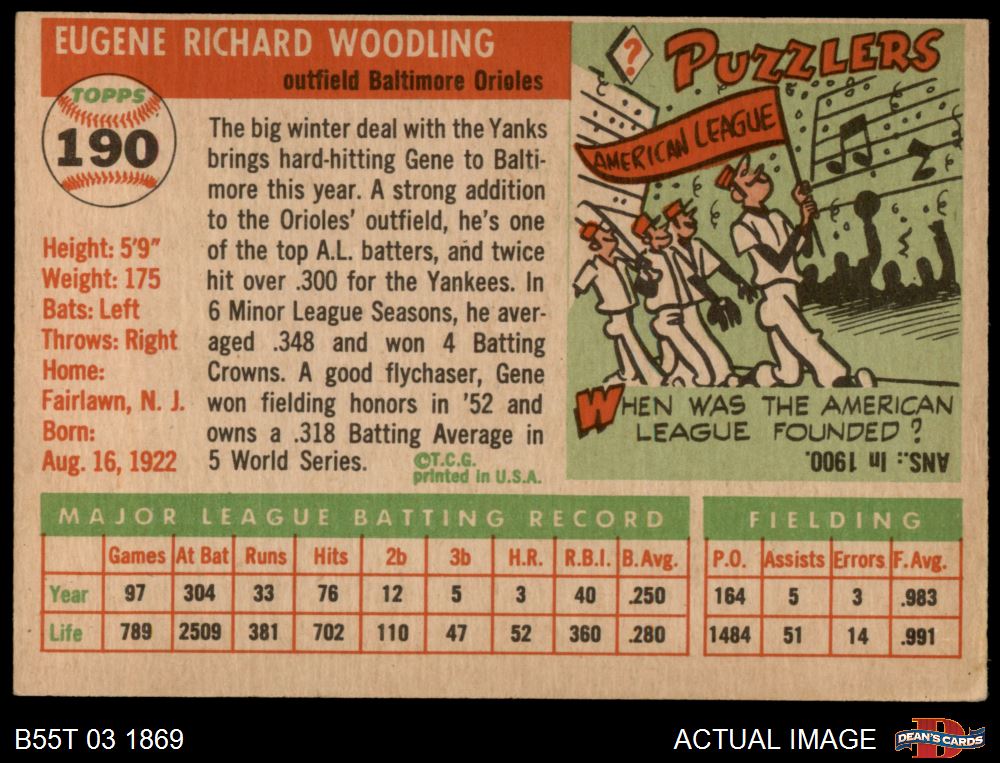 EUGENE RICHARD WOODLING
outfield Baltimore Orioles
TOPPS
190
Height: 5'9"
Weight: 175
Bats: Left
Throws: Right
Home:
Fairlawn, N. J.
Born:
Aug. 16, 1922
The big winter deal with the Yanks
brings hard-hitting Gene to Balti-
more this year. A strong addition
to the Orioles' outfield, he's one
of the top A.L. batters, and twice
hit over .300 for the Yankees. In
6 Minor League Seasons, he aver-
aged .348 and won 4 Batting
Crowns. A good flychaser, Gene
won fielding honors in '52 and
owns a .318 Batting Average in
5 World Series.
©T.C.G.
printed in U.S.A.
? PUZZLERS
AMERICAN LEAGUE
WHEN WAS THE AMERICAN
LEAGUE FOUNDED?
ANS.: In 1900.
MAJOR LEAGUE BATTING RECORD
Games At Bat Runs Hits 2b 3b H.R. R.B.I. B.Avg.
Year 97 304 33 76 12 5 3 40 .250
Life 789 2509 381 702 110 47 52 360 .280
FIELDING
P.O. Assists Errors F.Avg.
164 5 3 .983
1484 51 14 .991
B55T 03 1869
ACTUAL IMAGE
DEAN'S CARDS